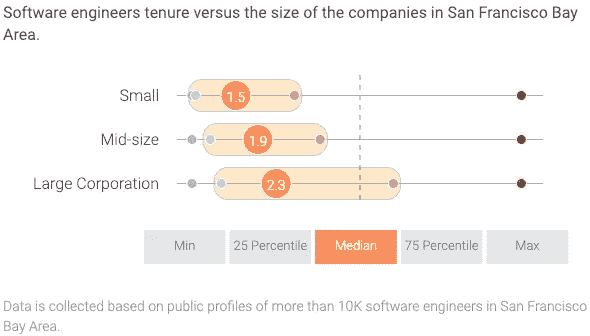 Software engineers tenure versus the size of the companies in San Francisco Bay
Area.
Small 1.5
Mid-size 1.9
Large Corporation 2.3
Min 25 Percentile Median 75 Percentile Max
Data is collected based on public profiles of more than 10K software engineers in San Francisco
Bay Area.